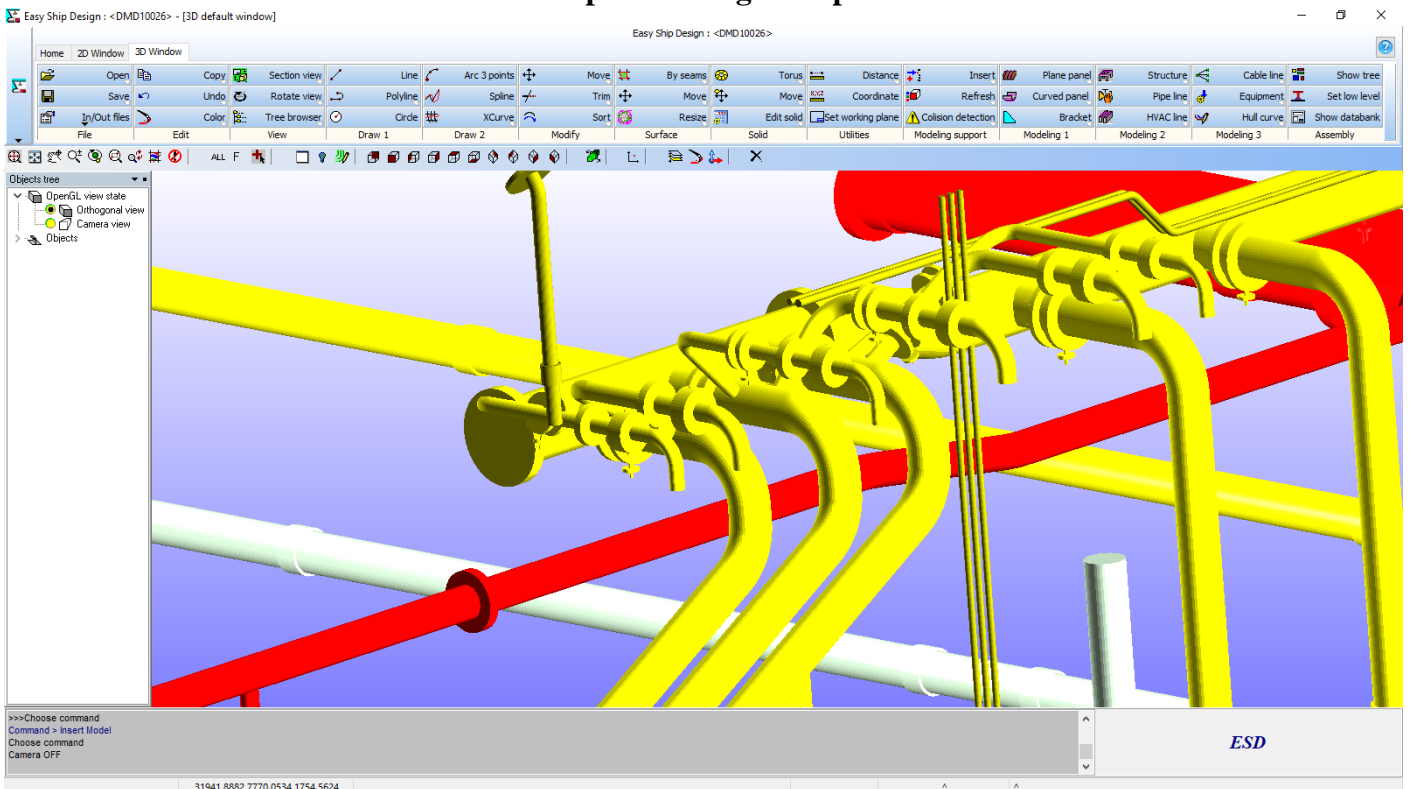 Easy Ship Design : <DMD10026> - [3D default window]
Easy Ship Design : <DMD10026>
Home 2D Window 3D Window
Open Copy Section view Line Arc 3 points Move By seams Torus Distance Insert Plane panel Structure Cable line Show tree
Save Undo Rotate view Polyline Spline Trim Move Move Coordinate Refresh Curved panel Pipe line Equipment Set low level
In/Out files Color Tree browser Circle XCurve Sort Resize Edit solid Set working plane Colision detection Bracket HVAC line Hull curve Show databank
File Edit View Draw 1 Draw 2 Modify Surface Solid Utilities Modeling support Modeling 1 Modeling 2 Modeling 3 Assembly
ALL F
Objects tree
OpenGL view state
Orthogonal view
Camera view
Objects
>>>Choose command
Command > Insert Model
Choose command
Camera OFF
ESD
31941.8882,7770.0534,1754.5624